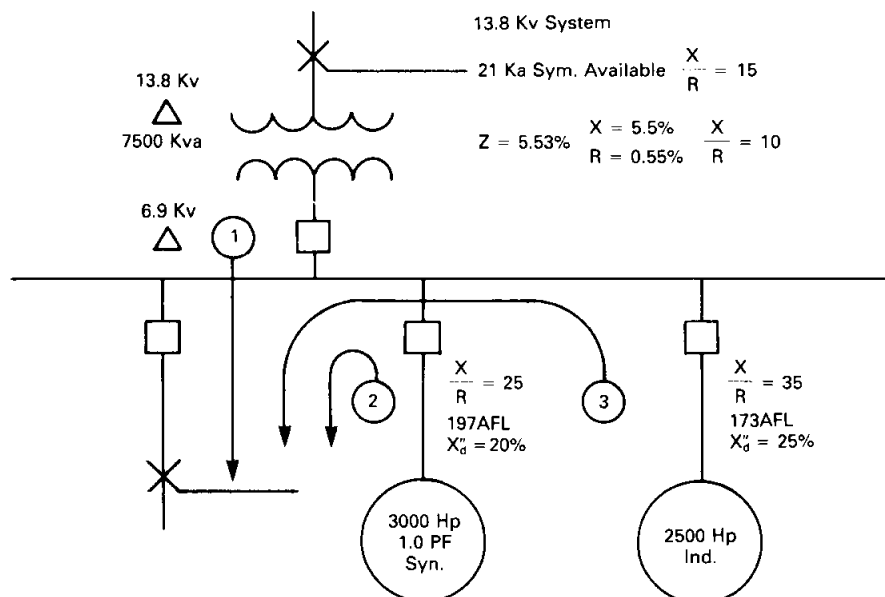 13.8 Kv System
21 Ka Sym. Available X/R = 15
13.8 Kv
Δ
7500 Kva
Z = 5.53% X = 5.5% R = 0.55% X/R = 10
6.9 Kv
Δ
1
2
3
X/R = 25
197AFL
X"d = 20%
X/R = 35
173AFL
X"d = 25%
3000 Hp
1.0 PF
Syn.
2500 Hp
Ind.